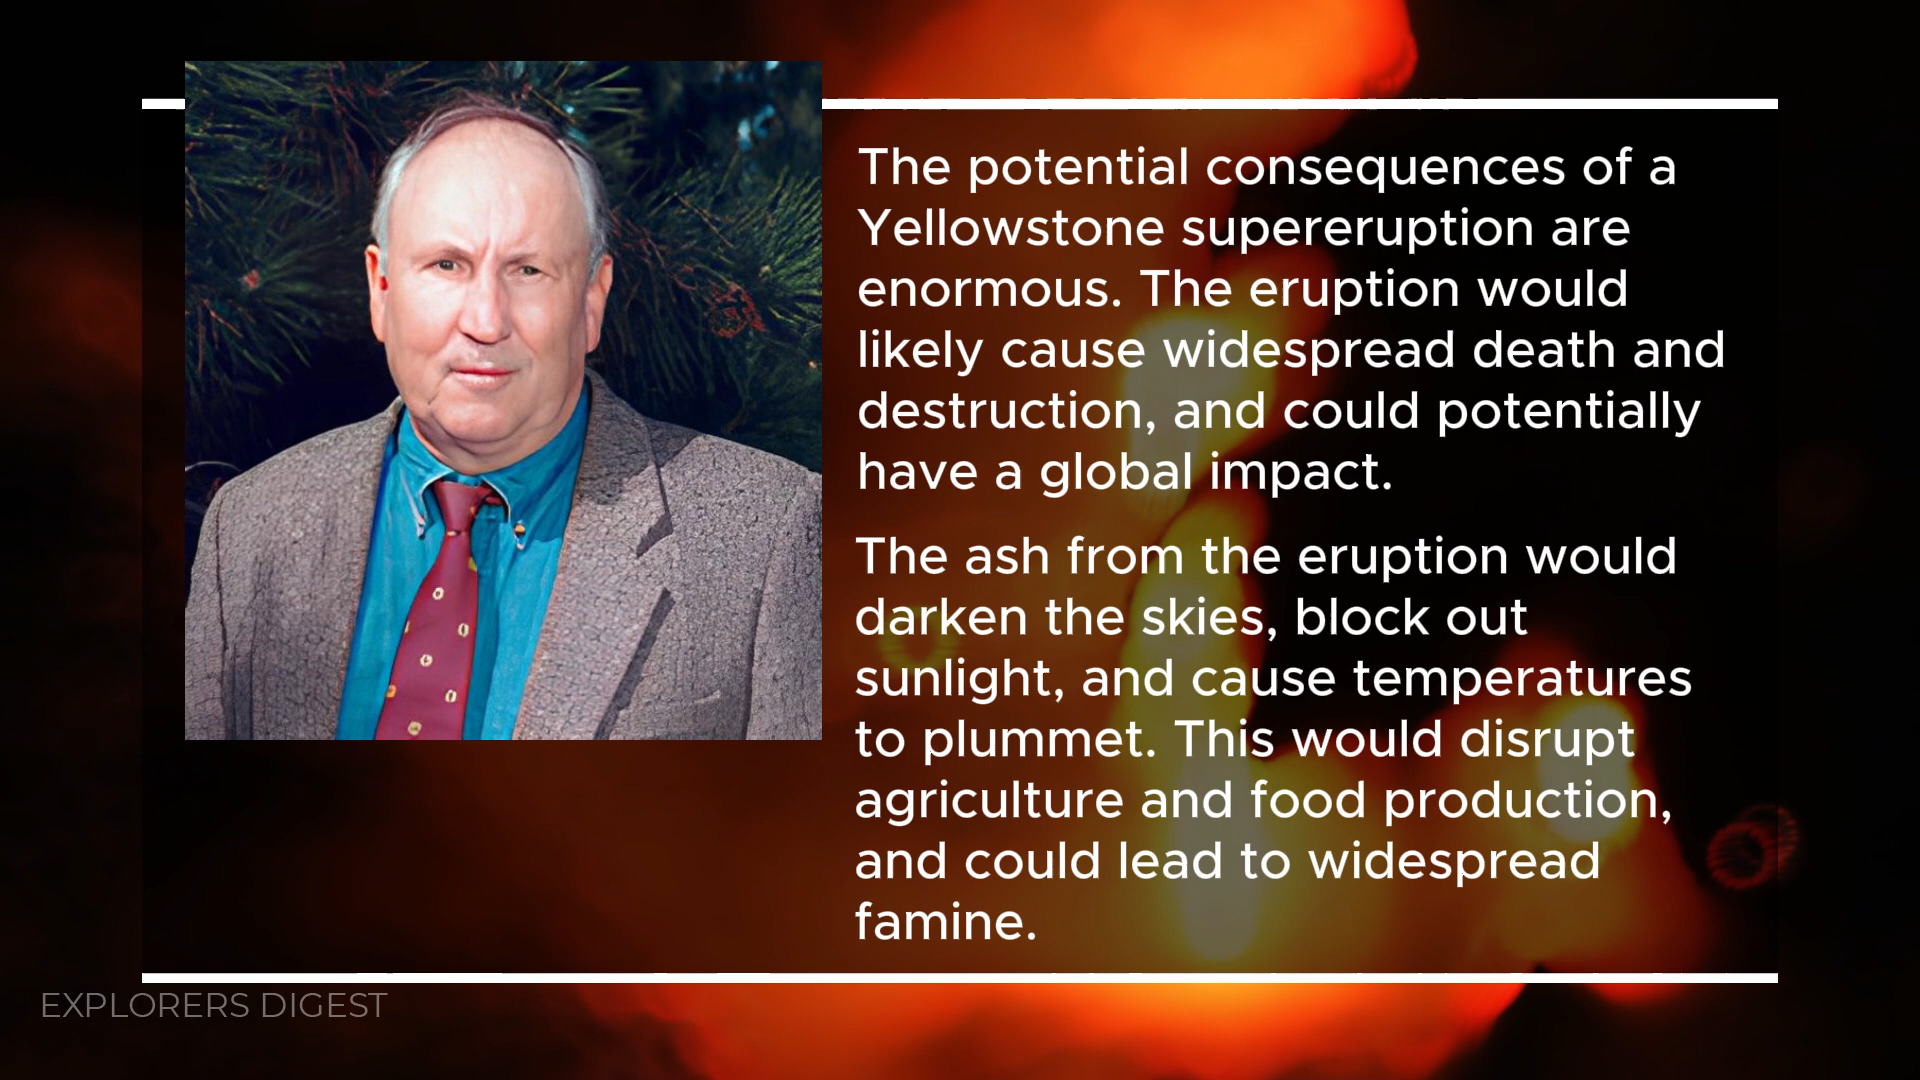 The potential consequences of a
Yellowstone supereruption are
enormous. The eruption would
likely cause widespread death and
destruction, and could potentially
have a global impact.
The ash from the eruption would
darken the skies, block out
sunlight, and cause temperatures
to plummet. This would disrupt
agriculture and food production,
and could lead to widespread
famine.
EXPLORERS DIGEST